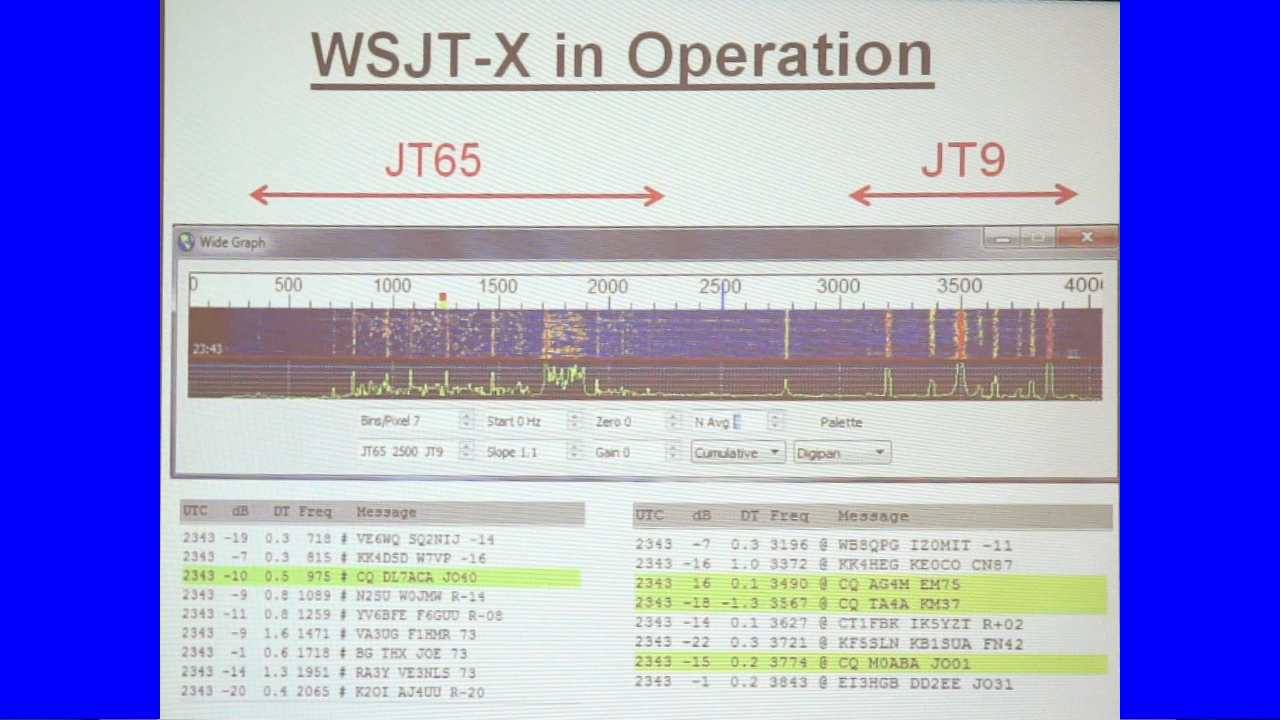 WSJT-X in Operation
JT65 JT9
Wide Graph
0 500 1000 1500 2000 2500 3000 3500 4000
23:43
Bins/Pixel 7 Start 0 Hz Zero 0 N Avg Palette
JT65 2500 JT9 Slope 1.1 Gain 0 Cumulative Digipan
UTC dB DT Freq Message
2343 -19 0.3 718 # VE6WQ SQ2NIJ -14
2343 -7 0.3 815 # KK4DSD W7VP -16
2343 -10 0.5 975 # CQ DL7ACA JO40
2343 -9 0.8 1089 # N2SU W0JMW R-14
2343 -11 0.8 1259 # YV6BFE F6GUU R-08
2343 -9 1.6 1471 # VA3UG F1HMR 73
2343 -1 0.6 1718 # BG THX JOE 73
2343 -14 1.3 1951 # RA3Y VE3NLS 73
2343 -20 0.4 2065 # K2OI AJ4UU R-20
UTC dB DT Freq Message
2343 -7 0.3 3196 @ WB8QPG IZ0MIT -11
2343 -16 1.0 3372 @ KK4HEG KE0CO CN87
2343 16 0.1 3490 @ CQ AG4M EM75
2343 -18 -1.3 3567 @ CQ TA4A KM37
2343 -14 0.1 3627 @ CT1FBK IK5YZT R+02
2343 -22 0.3 3721 @ KF5SLN KB1SUA FN42
2343 -15 0.2 3774 @ CQ M0ABA JO01
2343 -1 0.2 3843 @ EI3HGB DD2EE JO31